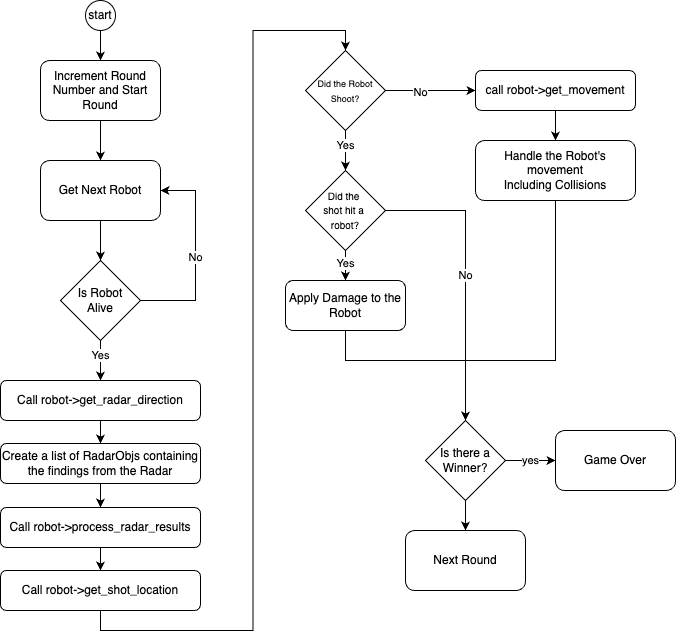 start
Increment Round
Number and Start
Round
Get Next Robot
No
Is Robot
Alive
Yes
Call robot->get_radar_direction
Create a list of RadarObjs containing
the findings from the Radar
Call robot->process_radar_results
Call robot->get_shot_location
Did the Robot
Shoot?
No
call robot->get_movement
Yes
Handle the Robot's
movement
Including Collisions
Did the
shot hit a
robot?
Yes
No
Apply Damage to the
Robot
Is there a
Winner?
yes
Game Over
Next Round